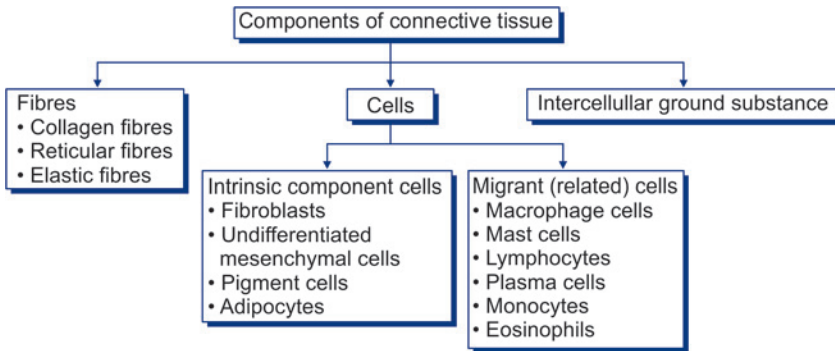 Components of connective tissue
Fibres
• Collagen fibres
• Reticular fibres
• Elastic fibres
Cells
Intercellular ground substance
Intrinsic component cells
• Fibroblasts
• Undifferentiated
mesenchymal cells
• Pigment cells
• Adipocytes
Migrant (related) cells
• Macrophage cells
• Mast cells
• Lymphocytes
• Plasma cells
• Monocytes
• Eosinophils